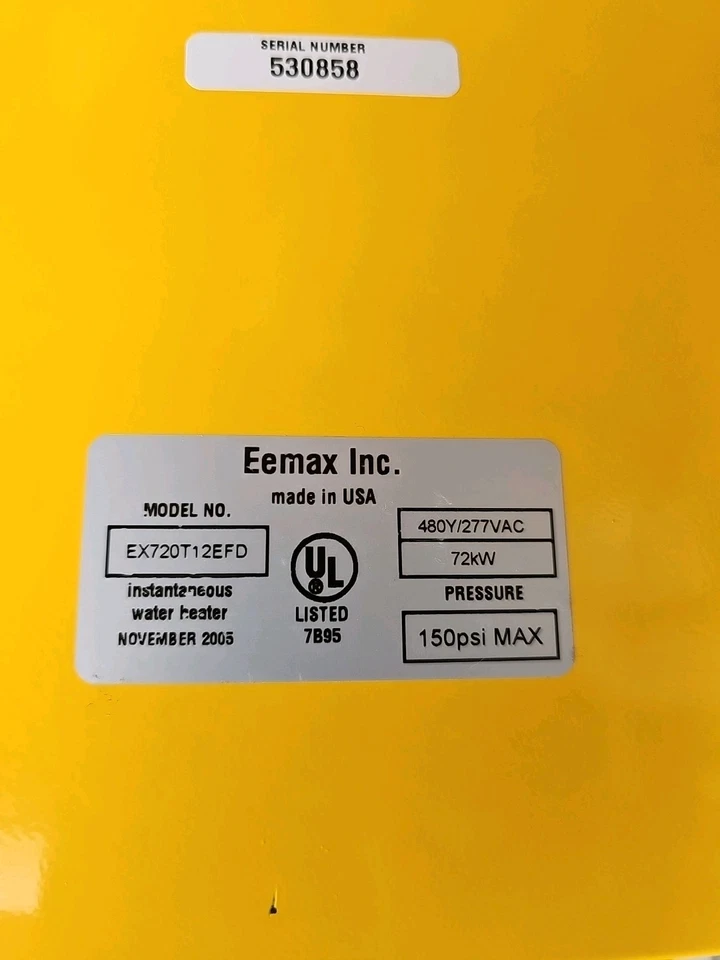 SERIAL NUMBER
530858
Eemax Inc.
made in USA
MODEL NO.
EX720T12EFD
instantaneous
water heater
NOVEMBER 2005
UL
®
LISTED
7B95
480Y/277VAC
72kW
PRESSURE
150psi MAX